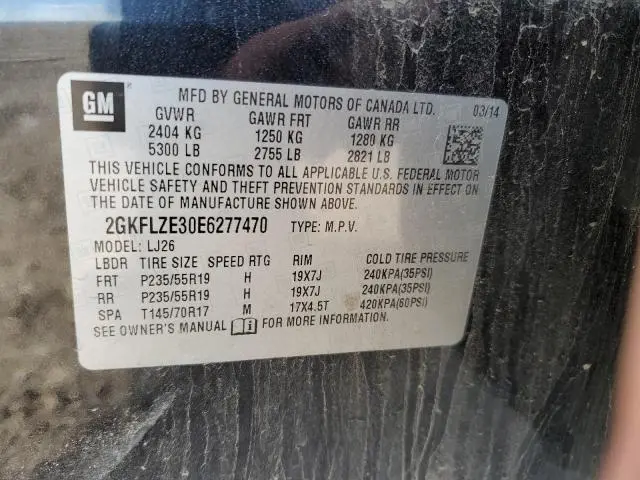 GM
MFD BY GENERAL MOTORS OF CANADA LTD. 03/14
GVWR GAWR FRT GAWR RR
2404 KG 1250 KG 1280 KG
5300 LB 2755 LB 2821 LB
THIS VEHICLE CONFORMS TO ALL APPLICABLE U.S. FEDERAL MOTOR
VEHICLE SAFETY AND THEFT PREVENTION STANDARDS IN EFFECT ON
THE DATE OF MANUFACTURE SHOWN ABOVE.
2GKFLZE30E6277470 TYPE: M.P.V.
MODEL: LJ26
LBDR TIRE SIZE SPEED RTG RIM COLD TIRE PRESSURE
FRT P235/55R19 H 19X7J 240KPA(35PSI)
RR P235/55R19 H 19X7J 240KPA(35PSI)
SPA T145/70R17 M 17X4.5T 420KPA(60PSI)
SEE OWNER'S MANUAL i FOR MORE INFORMATION.